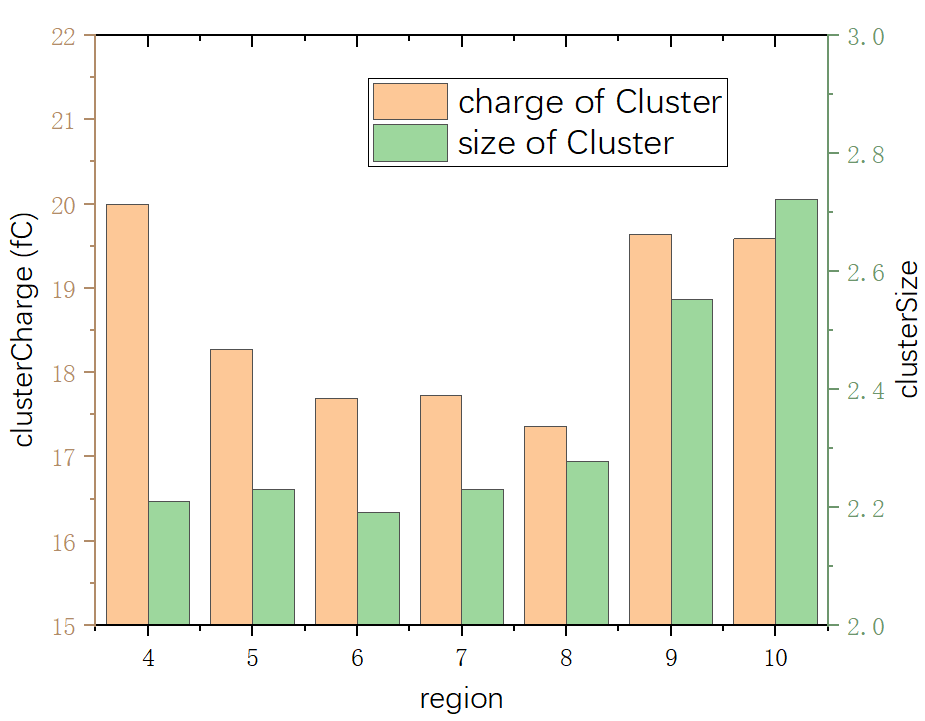 charge of Cluster
size of Cluster
clusterCharge (fC)
22
21
20
19
18
17
16
15
3.0
2.8
2.6
2.4
2.2
2.0
clusterSize
4 5 6 7 8 9 10
region